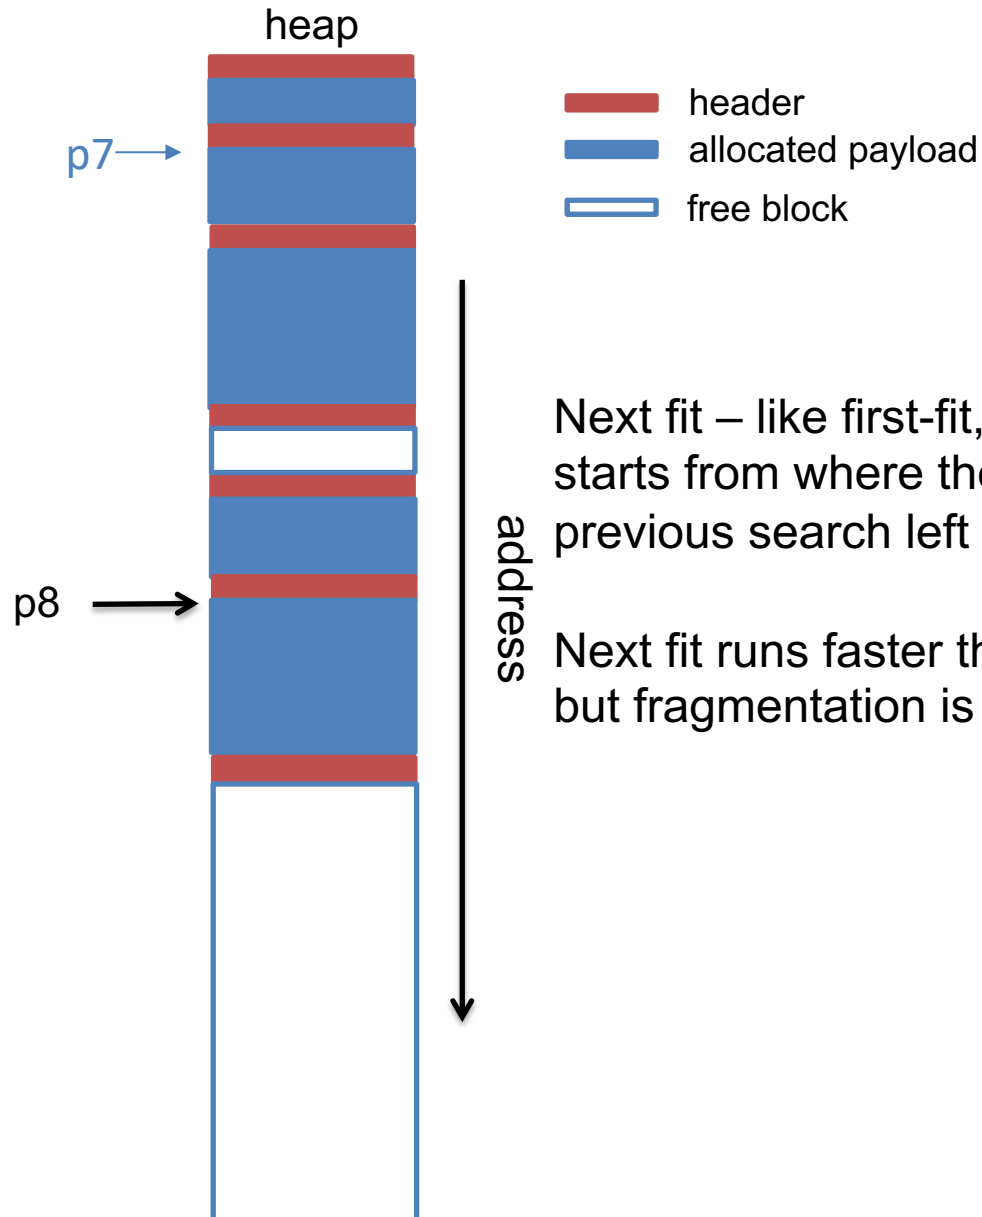 heap
header
allocated payload
free block
p7
Next fit – like first-fit,
starts from where the
previous search left
address
p8
Next fit runs faster th
but fragmentation is